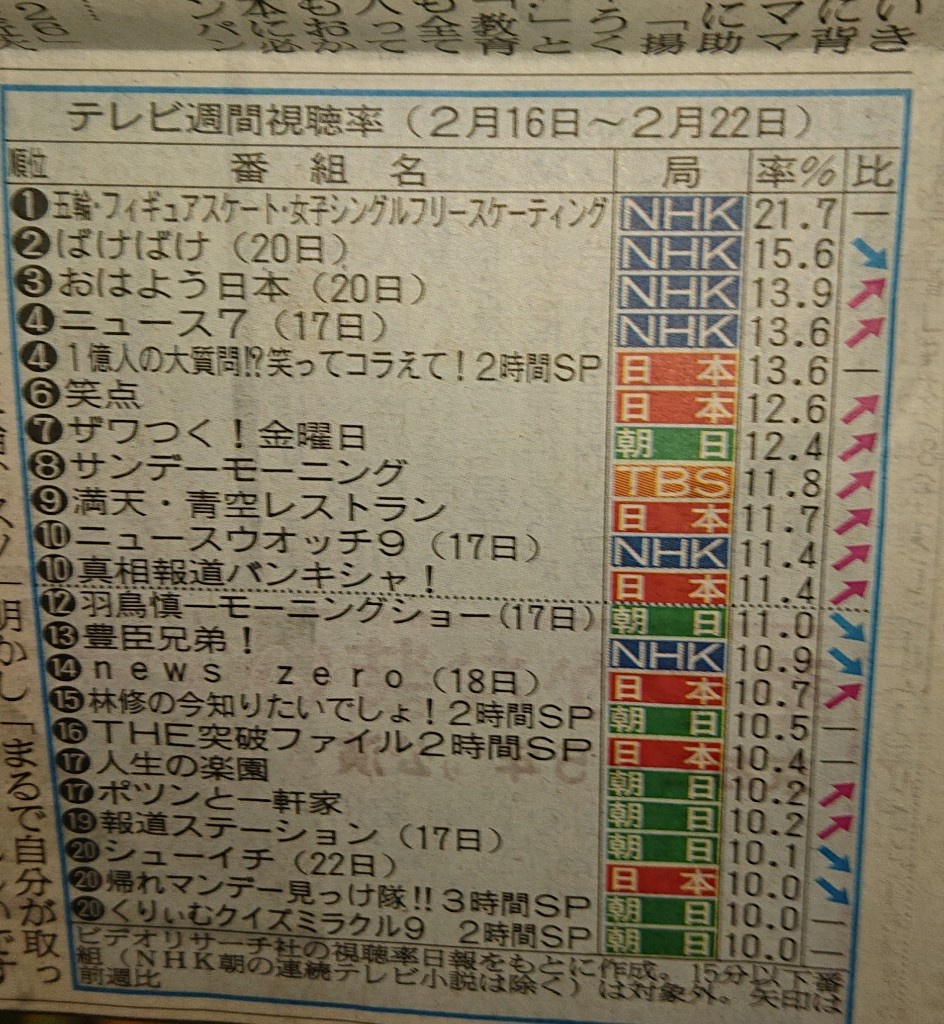 テレビ週間視聴率（2月16日～2月22日）
順位 番組名 局 率% 比
❶五輪・フィギュアスケート・女子シングルフリースケーティング NHK 21.7 —
❷ばけばけ（20日） NHK 15.6 ↘
❸おはよう日本（20日） NHK 13.9 ↗
❹ニュース7（17日） NHK 13.6 ↗
❹1億人の大質問!?笑ってコラえて！2時間SP 日本 13.6 —
❻笑点 日本 12.6 ↗
❼ザワつく！金曜日 朝日 12.4 ↗
❽サンデーモーニング TBS 11.8 ↗
❾満天・青空レストラン 日本 11.7 ↗
❿ニュースウオッチ9（17日） NHK 11.4 ↗
❿真相報道バンキシャ！ 日本 11.4 ↗
⓬羽鳥慎一モーニングショー（17日） 朝日 11.0 ↘
⓭豊臣兄弟！ NHK 10.9 ↘
⓮news zero（18日） 日本 10.7 ↗
⓯林修の今知りたいでしょ！2時間SP 朝日 10.5 —
⓰THE突破ファイル2時間SP 日本 10.4 —
⓱人生の楽園 朝日 10.2 ↗
⓱ポツンと一軒家 朝日 10.2 ↗
⓳報道ステーション（17日） 朝日 10.1 ↘
⓴シューイチ（22日） 日本 10.0 ↘
⓴帰れマンデー見っけ隊!!3時間SP 朝日 10.0 —
⓴くりぃむクイズミラクル9 2時間SP 朝日 10.0 —
ビデオリサーチ社の視聴率日報をもとに作成。15分以下番
組（NHK朝の連続テレビ小説は除く）は対象外。矢印は
前週比